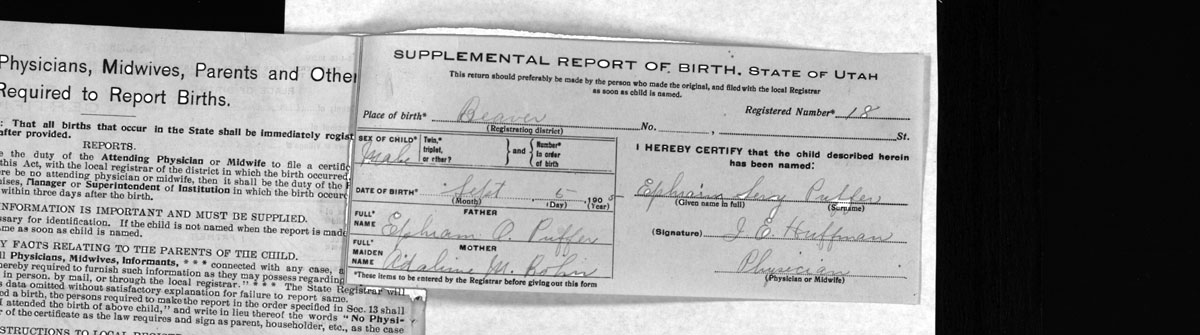 Physicians, Midwives, Parents and Other
Required to Report Births.
: That all births that occur in the State shall be immediately regist
after provided.
REPORTS.
e the duty of the Attending Physician or Midwife to file a certific
this Act, with the local registrar of the district in which the birth occurred
re be no attending physician or midwife, then it shall be the duty of the
ises, Manager or Superintendent of Institution in which the birth occur
within three days after the birth.
INFORMATION IS IMPORTANT AND MUST BE SUPPLIED.
ssary for identification. If the child is not named when the report is made
me as soon as child is named.
Y FACTS RELATING TO THE PARENTS OF THE CHILD.
ll Physicians, Midwives, Informants, * * * connected with any case, a
hereby required to furnish such information as they may possess regarding
in person, by mail, or through the local registrar." * * * The State Registrar will
s data omitted without satisfactory explanation for failure to report same.
ed a birth, the persons required to make the report in the order specified in Sec. 13 shall
I attended the birth of above child," and write in lieu thereof the words "No Physi-
r of the certificate as the law requires and sign as parent, householder, etc., as the case
STRUCTIONS TO LOCAL REGISTR
SUPPLEMENTAL REPORT OF BIRTH, STATE OF UTAH
This return should preferably be made by the person who made the original, and filed with the local Registrar
as soon as child is named.
Registered Number* 18
Place of birth* Beaver No. , St.
(Registration district)
SEX OF CHILD* Male Twin, triplet, or other? } and { Number* in order of birth
DATE OF BIRTH* Sept 5, 1905
(Month) (Day) (Year)
FATHER
FULL* NAME Ephraim O. Puffer
MOTHER
FULL* MAIDEN NAME Adaline M. Bohn
*These items to be entered by the Registrar before giving out this form
I HEREBY CERTIFY that the child described herein
has been named:
Ephraim Levy Puffer
(Given name in full) (Surname)
(Signature) J. E. Huffman
Physician
(Physician or Midwife)